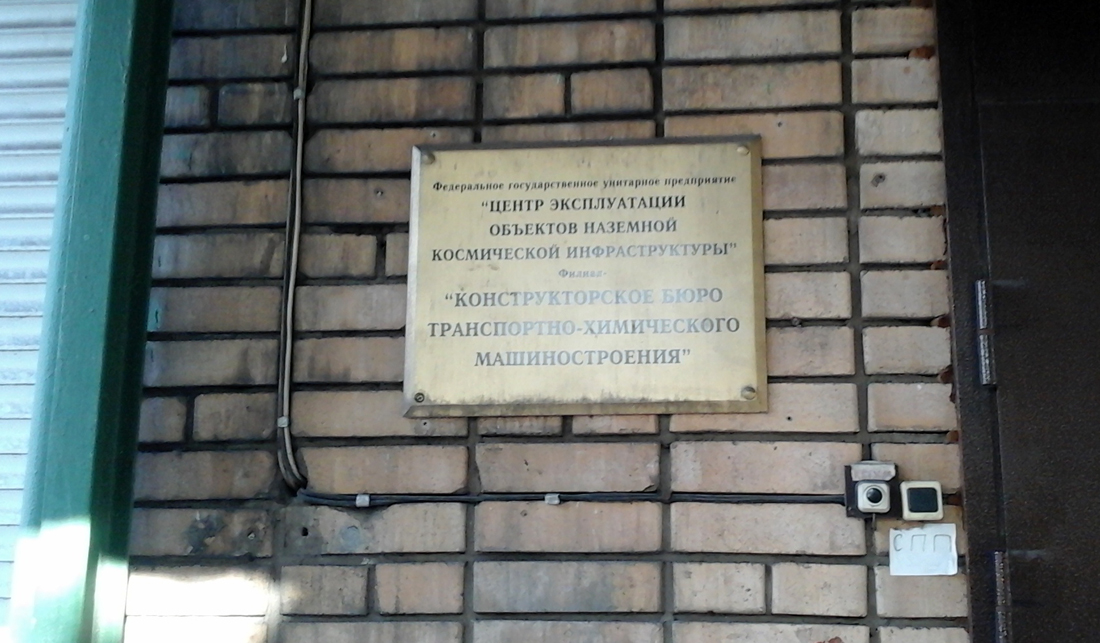 Федеральное государственное унитарное предприятие
"ЦЕНТР ЭКСПЛУАТАЦИИ
ОБЪЕКТОВ НАЗЕМНОЙ
КОСМИЧЕСКОЙ ИНФРАСТРУКТУРЫ"
Филиал-
"КОНСТРУКТОРСКОЕ БЮРО
ТРАНСПОРТНО-ХИМИЧЕСКОГО
МАШИНОСТРОЕНИЯ"
СПП